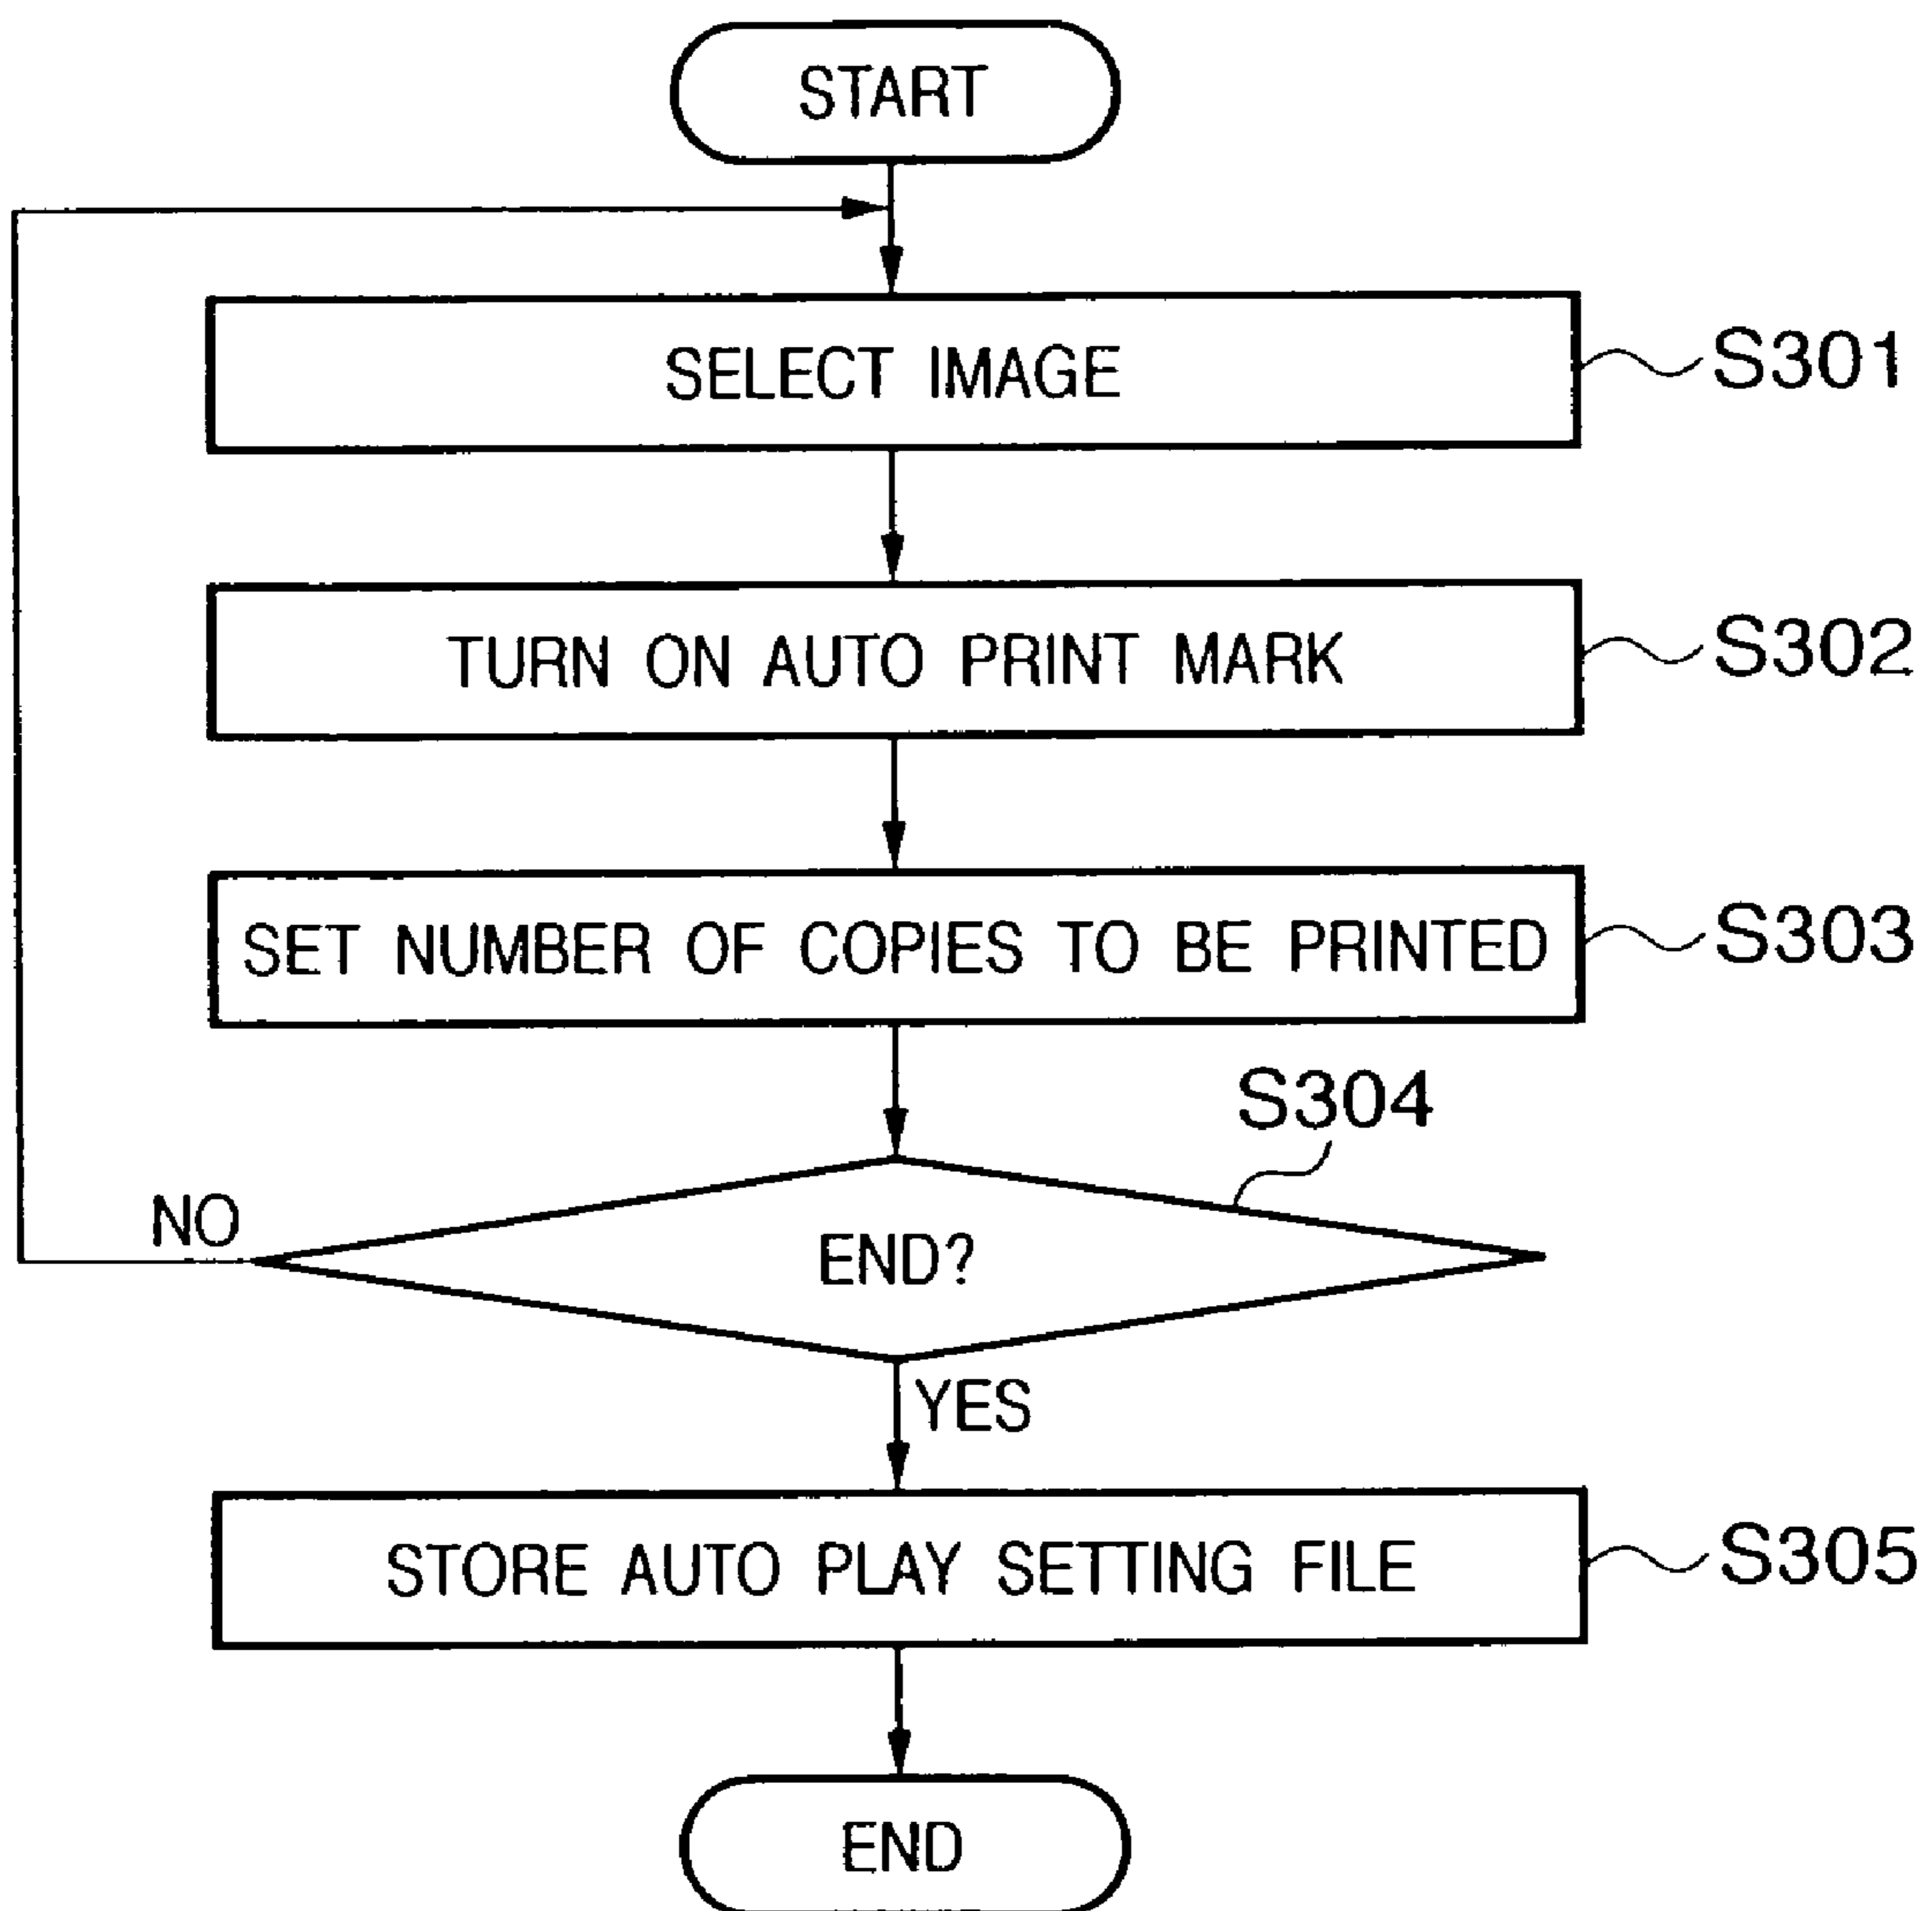 START
SELECT IMAGE
S301
TURN ON AUTO PRINT MARK
S302
SET NUMBER OF COPIES TO BE PRINTED
S303
S304
NO
END?
YES
STORE AUTO PLAY SETTING FILE
S305
END